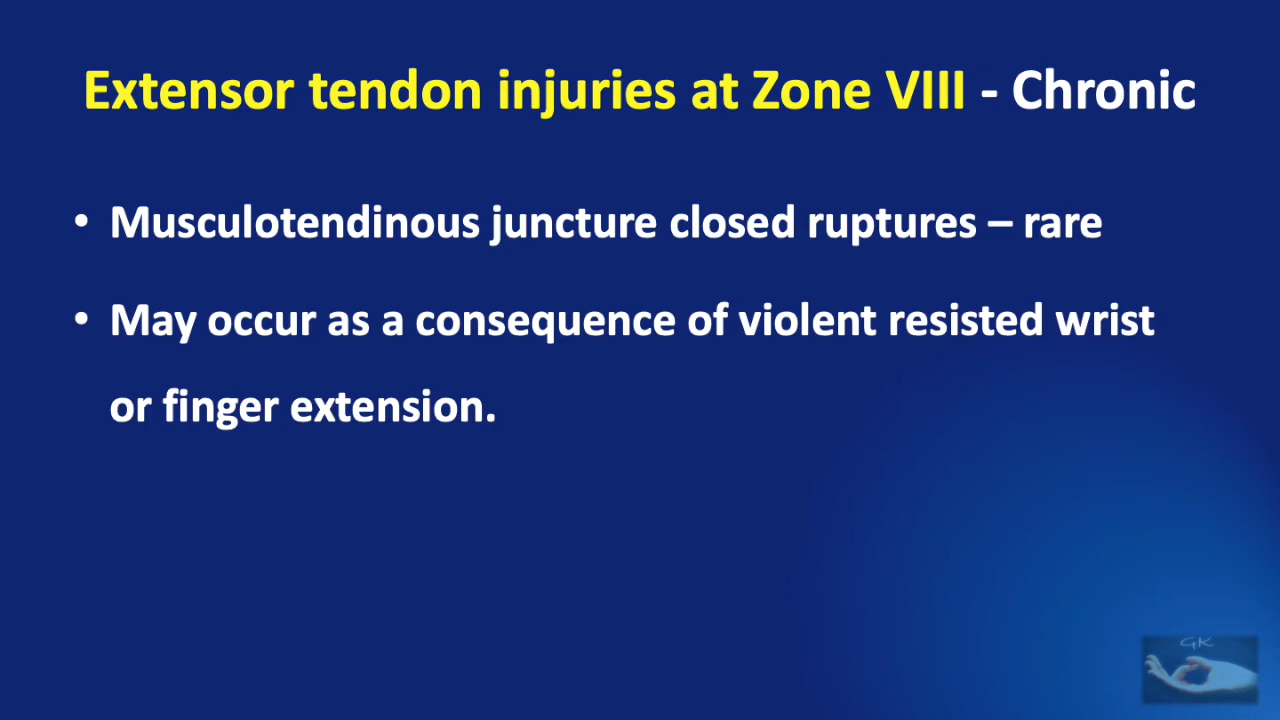 Extensor tendon injuries at Zone VIII - Chronic
• Musculotendinous juncture closed ruptures – rare
• May occur as a consequence of violent resisted wrist
or finger extension.
GK